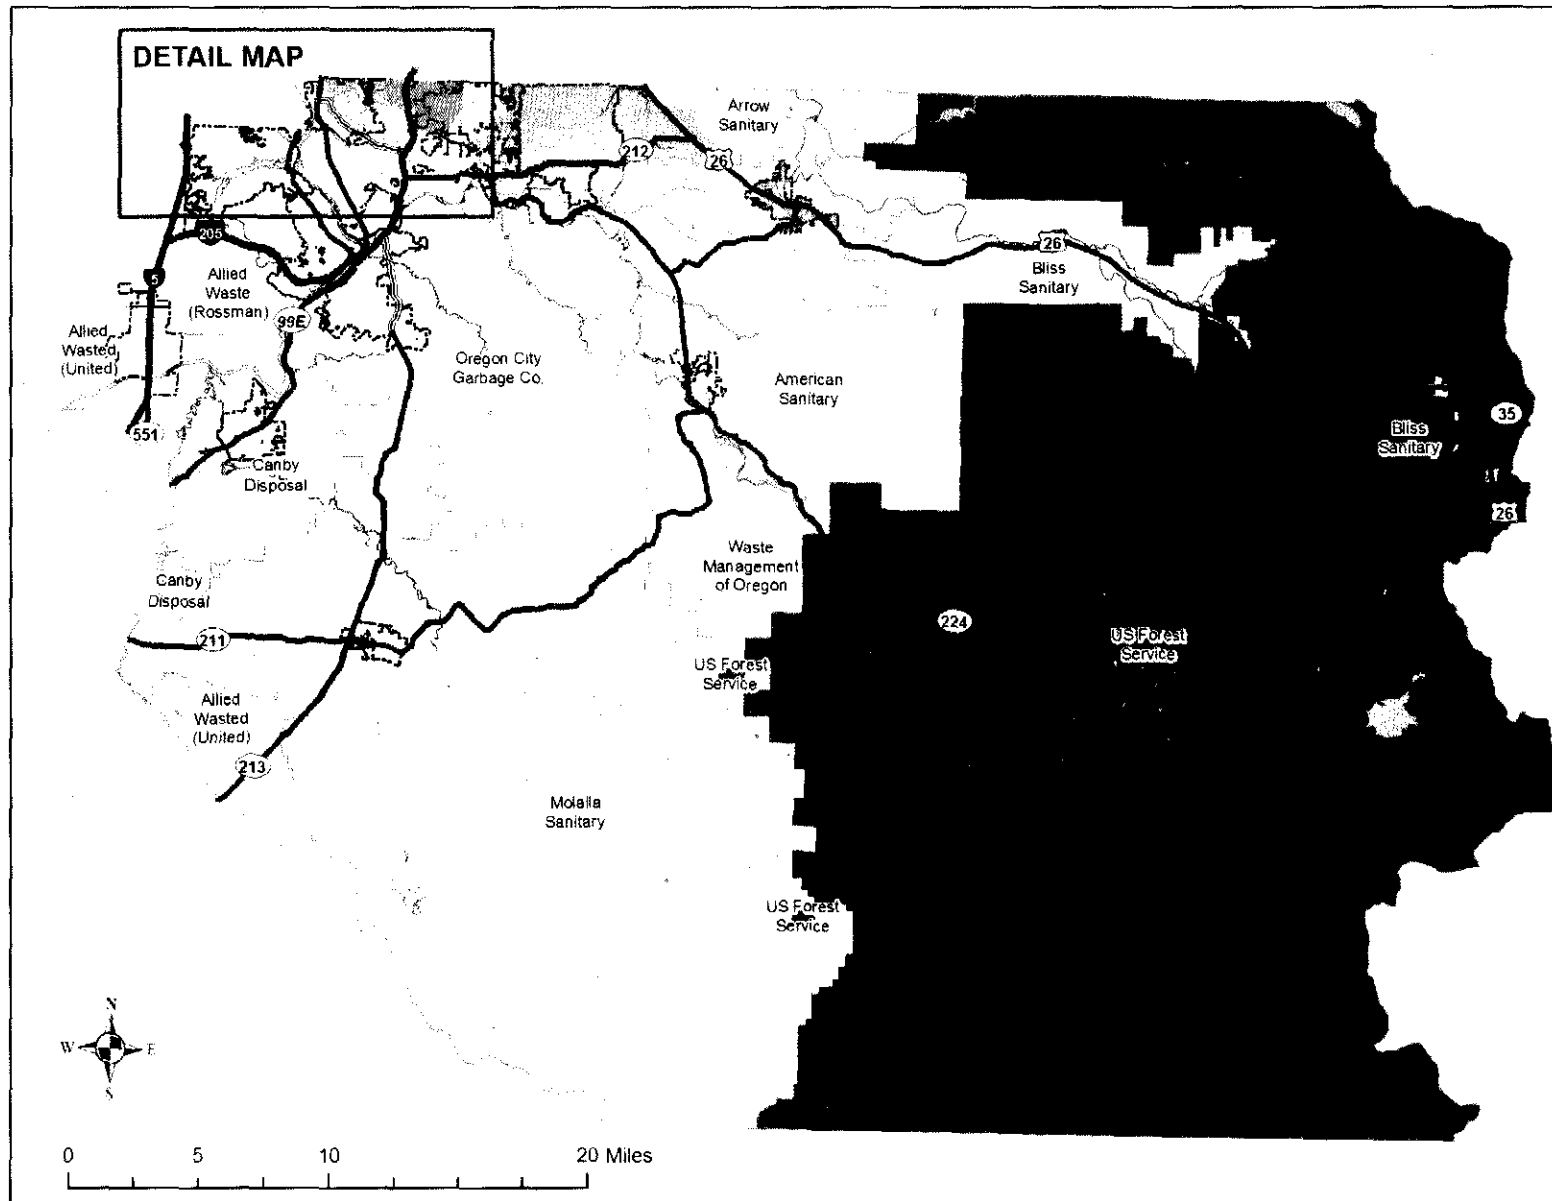 DETAIL MAP
Arrow
Sanitary
212
26
205
26
Bliss
Sanitary
5
Allied
Waste
(Rossman)
99E
Allied
Wasted
(United)
Oregon City
Garbage Co.
American
Sanitary
35
Bliss
Sanitary
551
Canby
Disposal
26
Waste
Management
of Oregon
Canby
Disposal
224
211
US Forest
Service
US Forest
Service
Allied
Wasted
(United)
213
Molalla
Sanitary
US Forest
Service
N
W
E
S
0
5
10
20 Miles